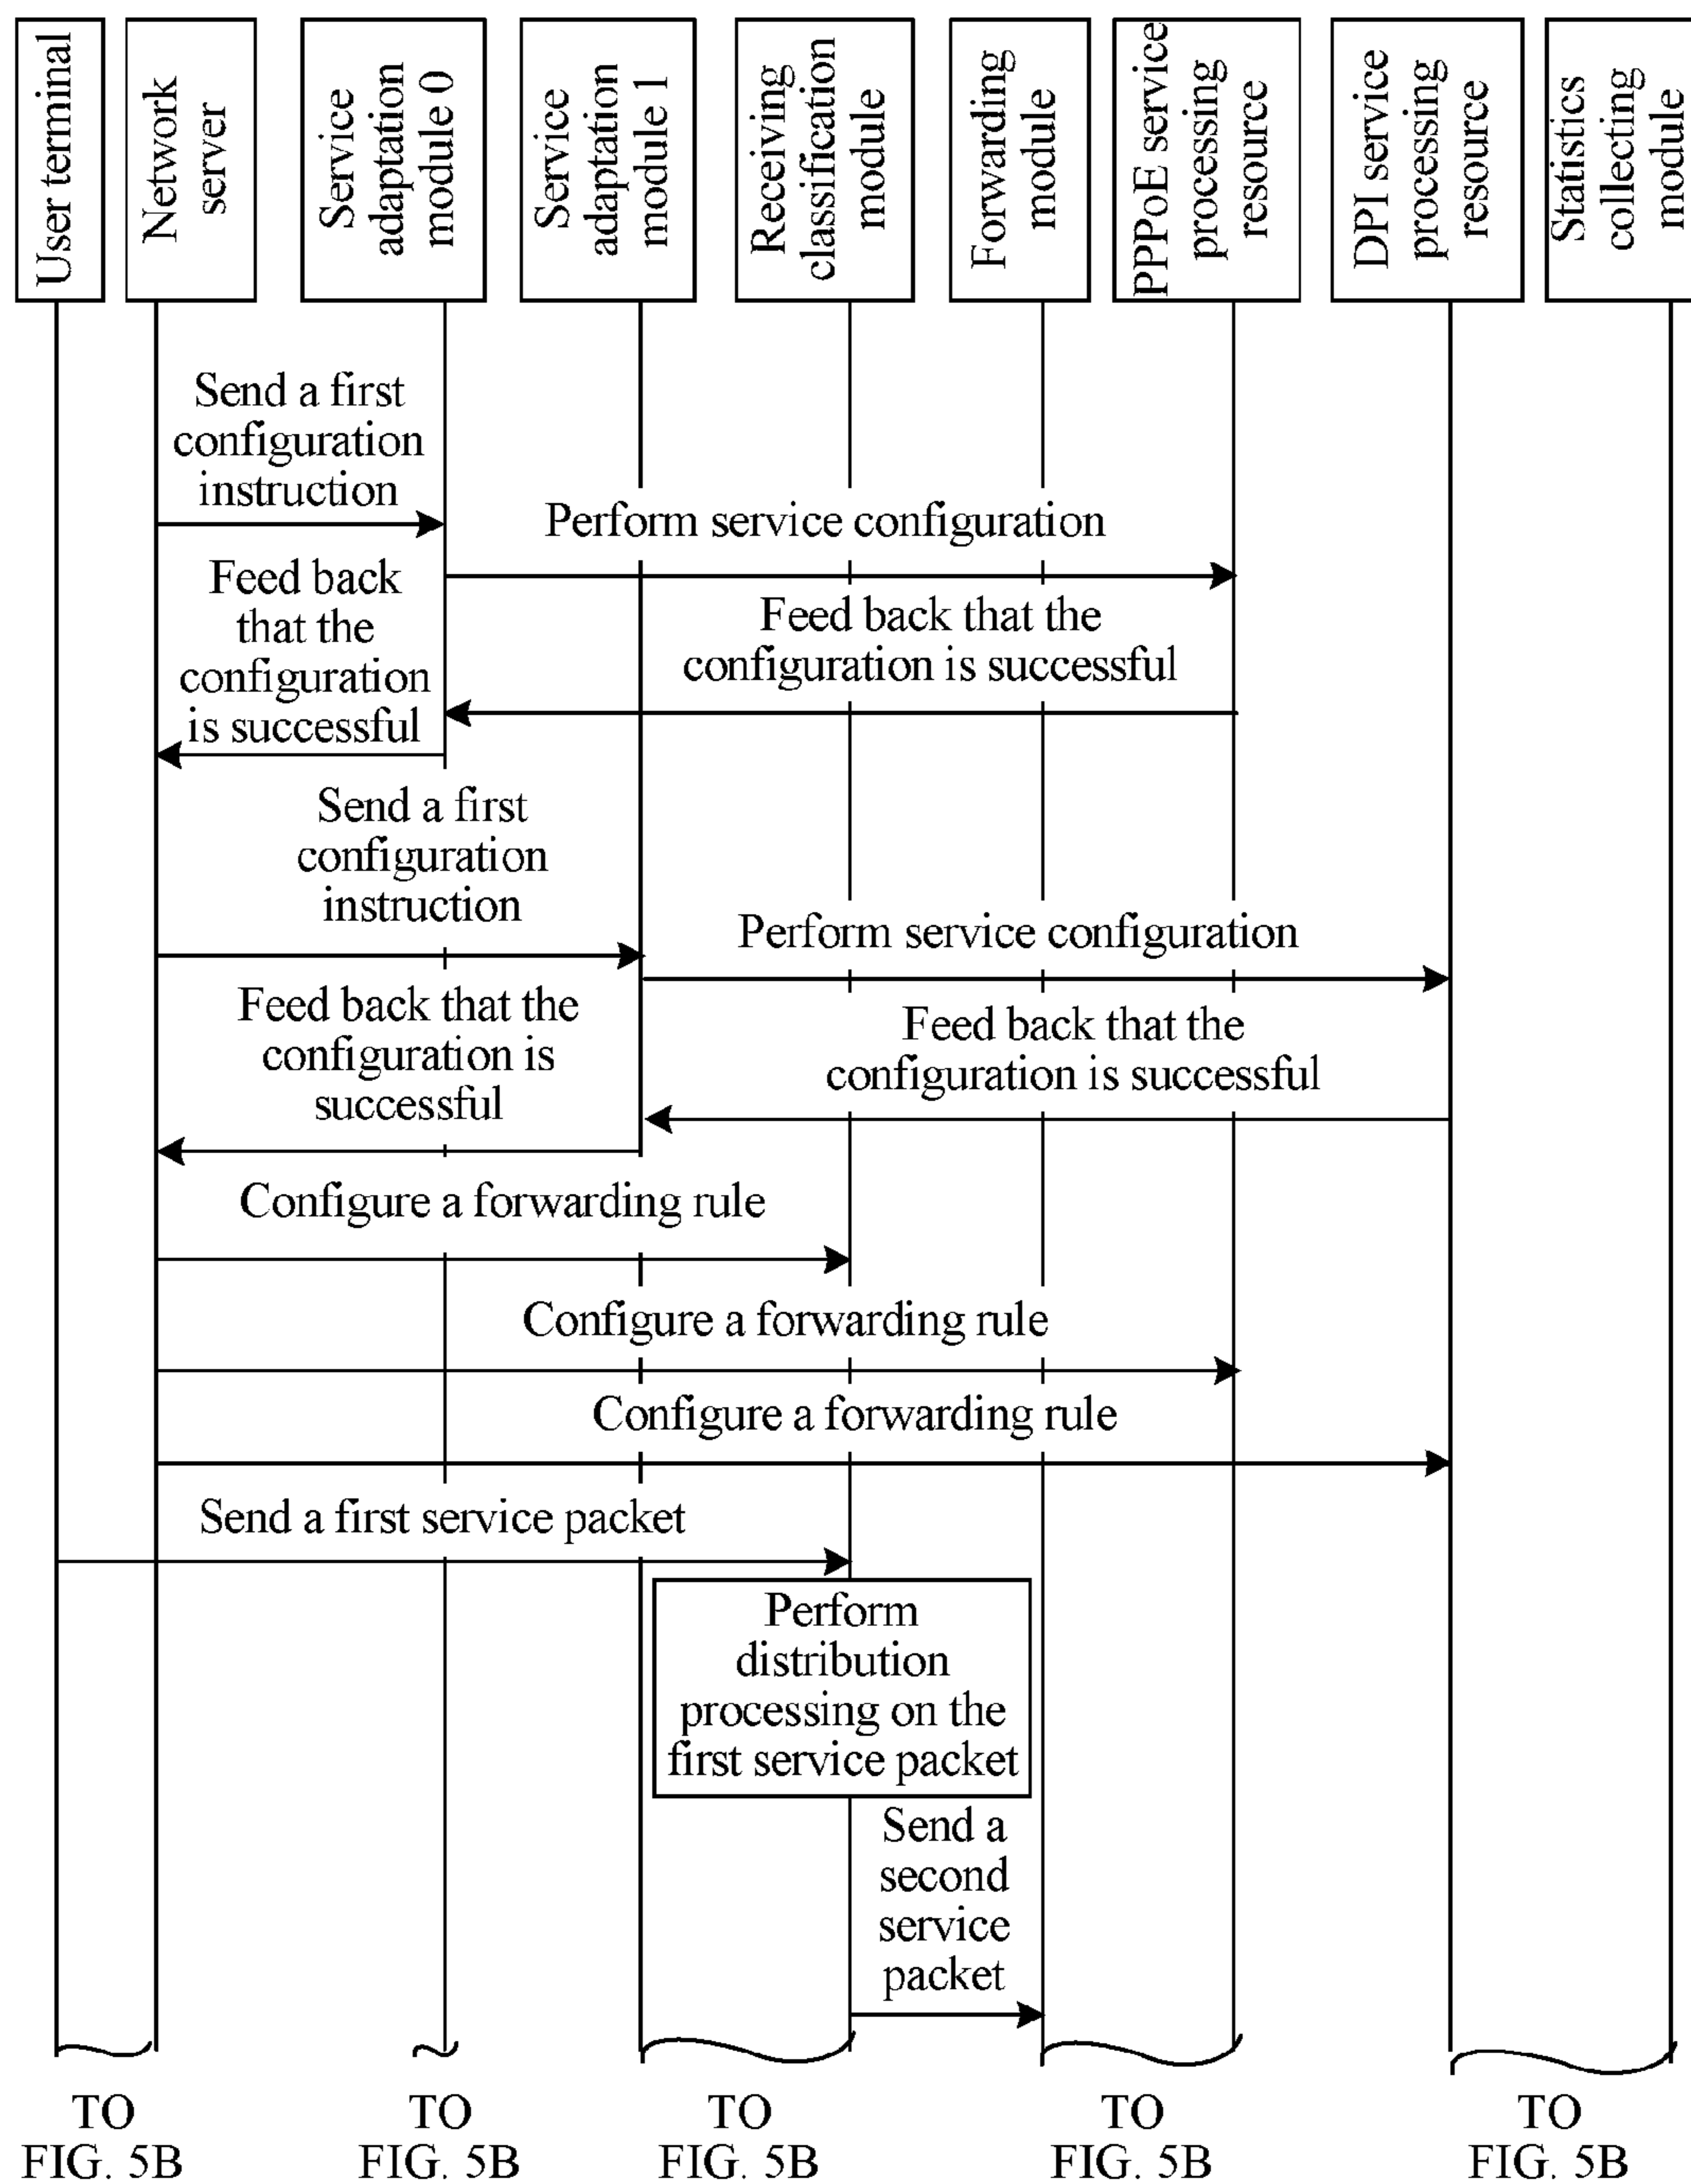 User terminal
Network
server
Service
adaptation
module 0
Service
adaptation
module 1
Receiving
classification
module
Forwarding
module
PPPoE service
processing
resource
DPI service
processing
resource
Statistics
collecting
module
Send a first
configuration
instruction
Perform service configuration
Feed back
that the
configuration
is successful
Feed back that the
configuration is successful
Send a first
configuration
instruction
Perform service configuration
Feed back that the
configuration is
successful
Feed back that the
configuration is successful
Configure a forwarding rule
Configure a forwarding rule
Configure a forwarding rule
Send a first service packet
Perform
distribution
processing on the
first service packet
Send a
second
service
packet
TO
FIG. 5B
TO
FIG. 5B
TO
FIG. 5B
TO
FIG. 5B
TO
FIG. 5B